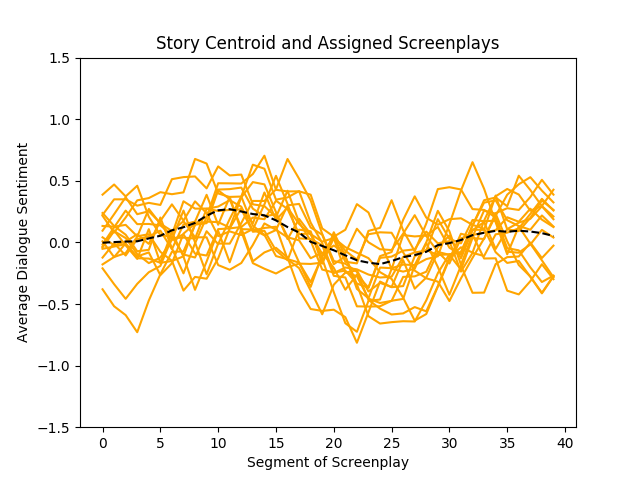 Story Centroid and Assigned Screenplays
1.5
1.0
0.5
0.0
−0.5
−1.0
−1.5
Average Dialogue Sentiment
0 5 10 15 20 25 30 35 40
Segment of Screenplay